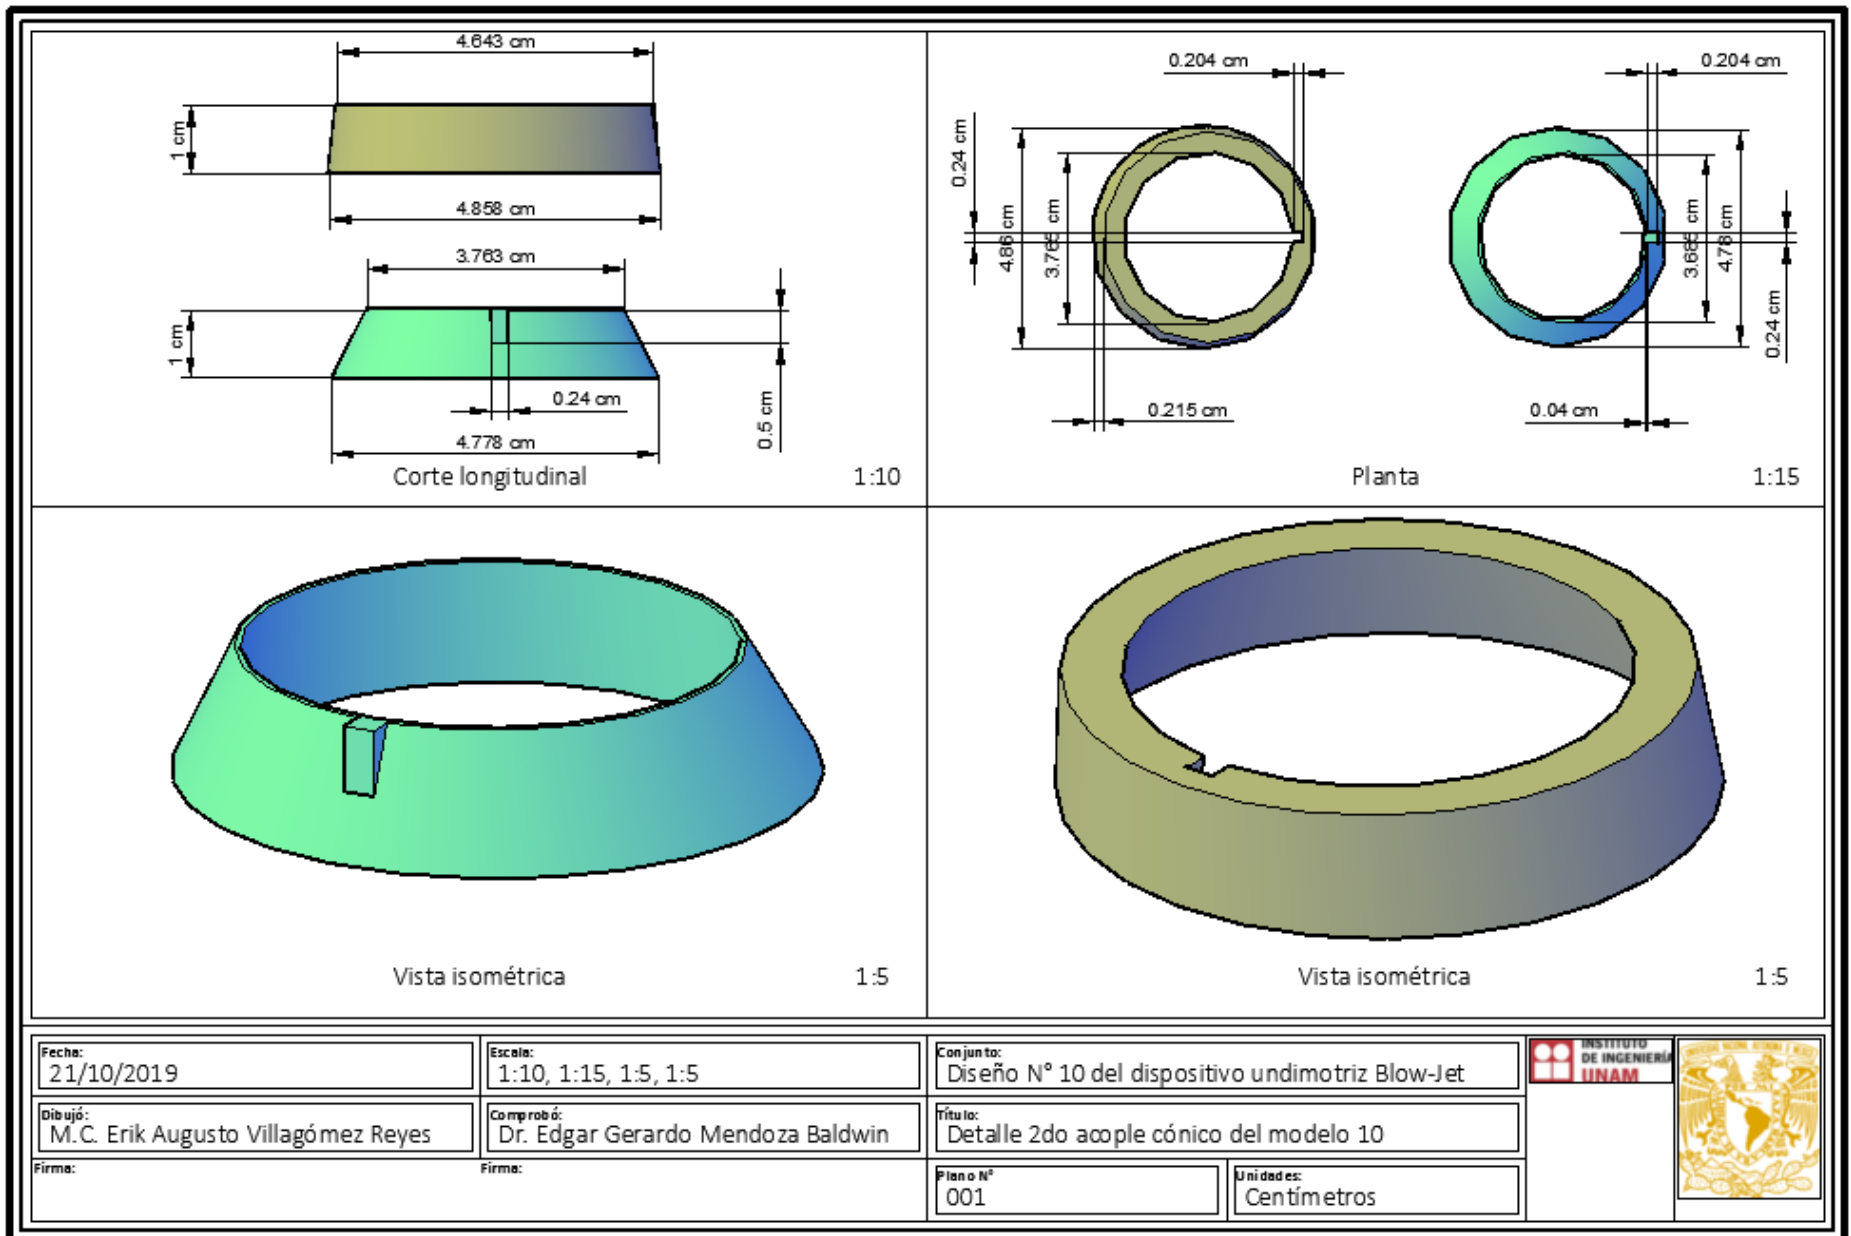 4.643 cm
1 cm
4.858 cm
3.763 cm
1 cm
0.24 cm
0.5 cm
4.778 cm
Corte longitudinal
1:10
0.204 cm
0.204 cm
0.24 cm
4.86 cm
3.765 cm
3.685 cm
4.78 cm
0.24 cm
0.215 cm
0.04 cm
Planta
1:15
Vista isométrica
1:5
Vista isométrica
1:5
Fecha:
21/10/2019
Escala:
1:10, 1:15, 1:5, 1:5
Conjunto:
Diseño N° 10 del dispositivo undimotriz Blow-Jet
INSTITUTO
DE INGENIERÍA
UNAM
Dibujó:
M.C. Erik Augusto Villagómez Reyes
Comprobó:
Dr. Edgar Gerardo Mendoza Baldwin
Título:
Detalle 2do acople cónico del modelo 10
Firma:
Firma:
Plano N°
001
Unidades:
Centímetros